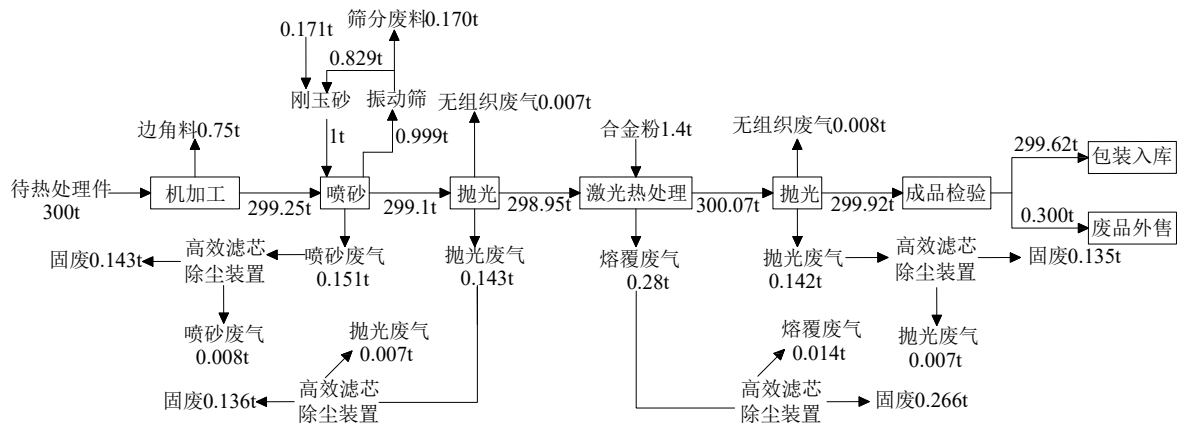 筛分废料0.170t
0.171t
0.829t
刚玉砂
振动筛
无组织废气0.007t
合金粉1.4t
无组织废气0.008t
边角料0.75t
1t
0.999t
299.62t
包装入库
待热处理件
300t
机加工
299.25t
喷砂
299.1t
抛光
298.95t
激光热处理
300.07t
抛光
299.92t
成品检验
0.300t
废品外售
固废0.143t
高效滤芯
除尘装置
喷砂废气
0.151t
抛光废气
0.143t
熔覆废气
0.28t
抛光废气
0.142t
高效滤芯
除尘装置
固废0.135t
喷砂废气
0.008t
抛光废气
0.007t
熔覆废气
0.014t
抛光废气
0.007t
固废0.136t
高效滤芯
除尘装置
高效滤芯
除尘装置
固废0.266t